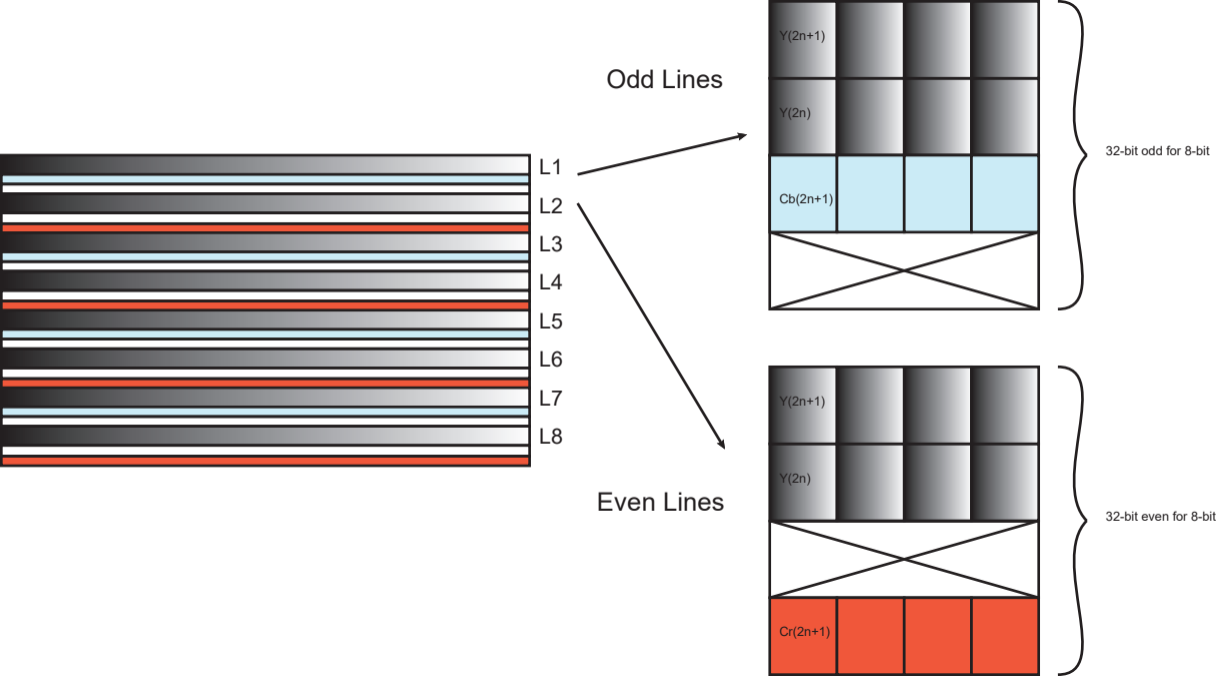 L1
L2
L3
L4
L5
L6
L7
L8
Odd Lines
Y(2n+1)
Y(2n)
Cb(2n+1)
32-bit odd for 8-bit
Even Lines
Y(2n+1)
Y(2n)
Cr(2n+1)
32-bit even for 8-bit